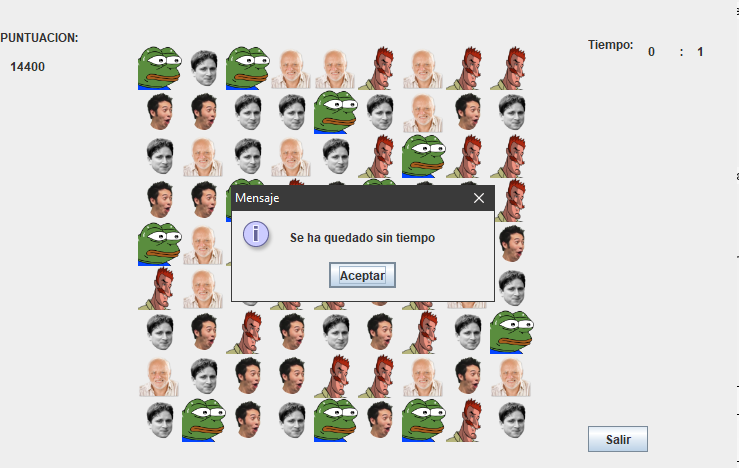 PUNTUACION:
14400
Tiempo: 0 : 1
Mensaje
Se ha quedado sin tiempo
Aceptar
Salir